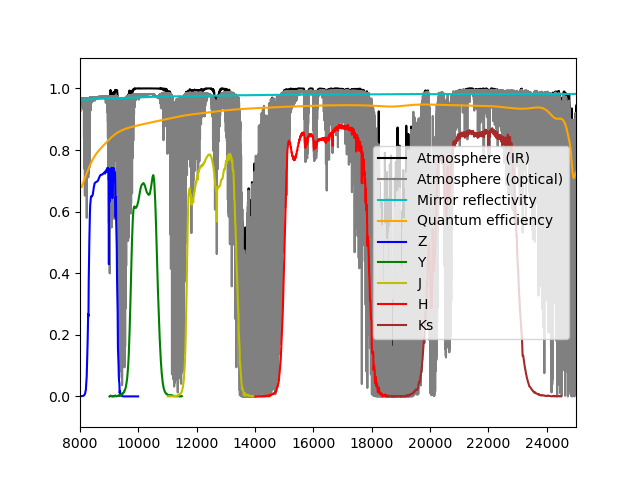 1.0
0.8
0.6
0.4
0.2
0.0
Atmosphere (IR)
Atmosphere (optical)
Mirror reflectivity
Quantum efficiency
Z
Y
J
H
Ks
8000 10000 12000 14000 16000 18000 20000 22000 24000